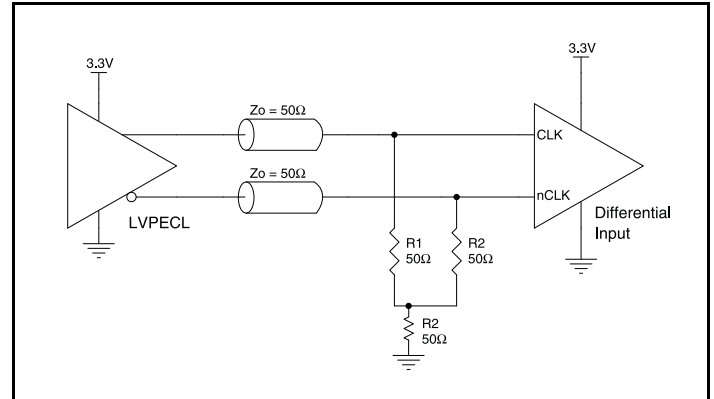 3.3V
3.3V
Zo = 50Ω
CLK
Zo = 50Ω
nCLK
LVPECL
Differential
Input
R1
50Ω
R2
50Ω
R2
50Ω